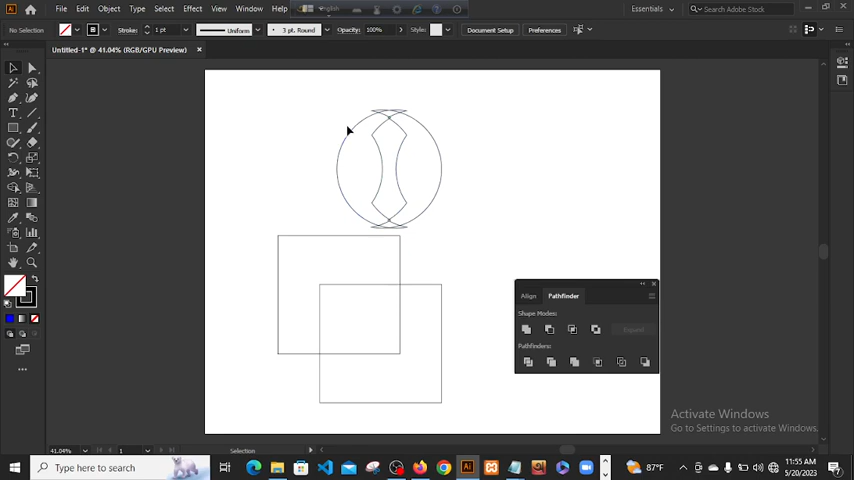 File Edit Object Type Select Effect View Window Help English Essentials Search Adobe Stock
No Selection Stroke: 1 pt Uniform 3 pt. Round Opacity: 100% Style: Document Setup Preferences
Untitled-1* @ 41.04% (RGB/GPU Preview) ×
Align Pathfinder
Shape Modes:
Expand
Pathfinders:
Activate Windows
Go to Settings to activate Windows.
41.04% 1 Selection
Type here to search 87°F 11:55 AM
5/20/2023